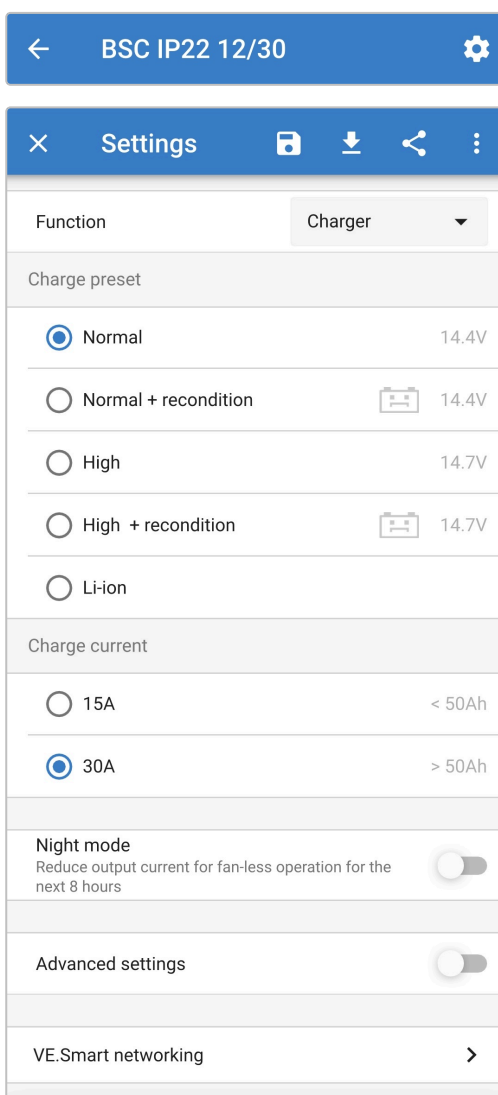 BSC IP22 12/30
Settings
Function Charger
Charge preset
Normal 14.4V
Normal + recondition 14.4V
High 14.7V
High + recondition 14.7V
Li-ion
Charge current
15A < 50Ah
30A > 50Ah
Night mode
Reduce output current for fan-less operation for the
next 8 hours
Advanced settings
VE.Smart networking